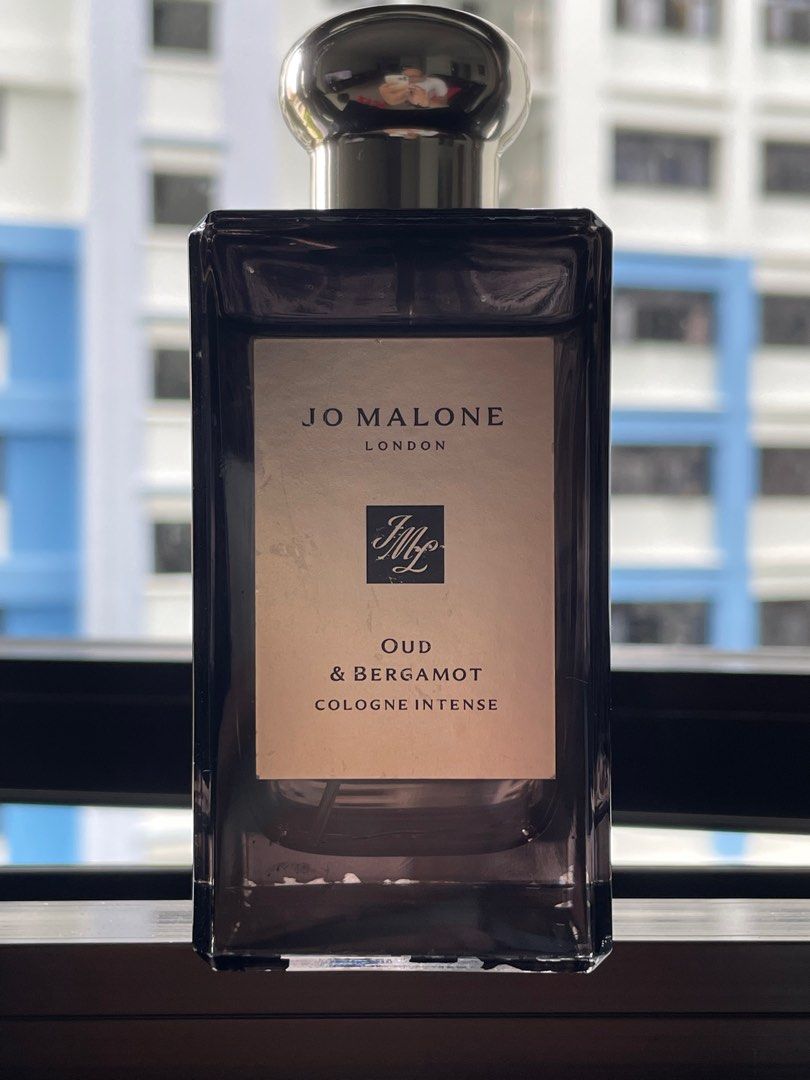 JO MALONE
LONDON
JML
OUD
& BERGAMOT
COLOGNE INTENSE